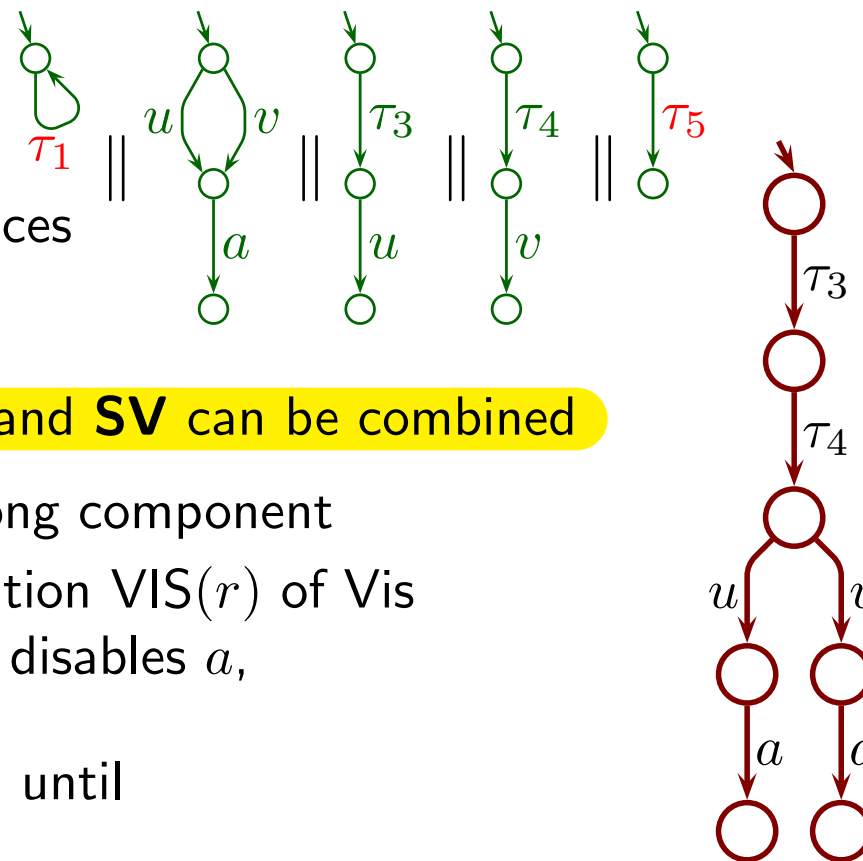 u v τ₃ τ₄ τ₅
τ₁ || || || ||
ces a u v
τ₃
and SV can be combined
τ₄
ong component
tion VIS(r) of Vis
u
disables a,
a
until